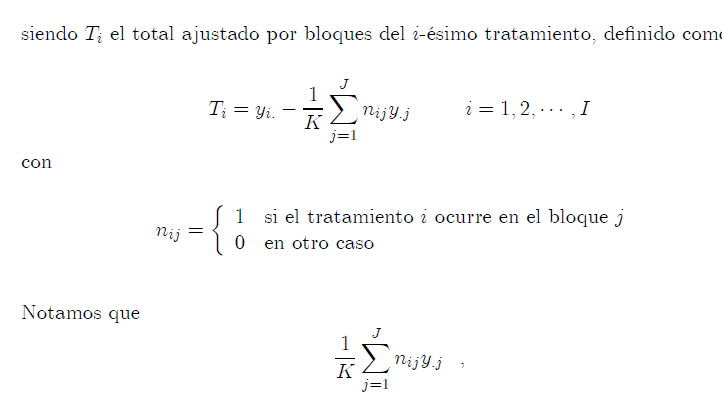 siendo $T_i$ el total ajustado por bloques del $i$-ésimo tratamiento, definido como
$$T_i = y_{i.} - \frac{1}{K} \sum_{j=1}^{J} n_{ij} y_{.j} \qquad i = 1, 2, \cdots, I$$
con
$$n_{ij} = \begin{cases} 1 & \text{si el tratamiento } i \text{ ocurre en el bloque } j \\ 0 & \text{en otro caso} \end{cases}$$
Notamos que
$$\frac{1}{K} \sum_{j=1}^{J} n_{ij} y_{.j} \quad ,$$